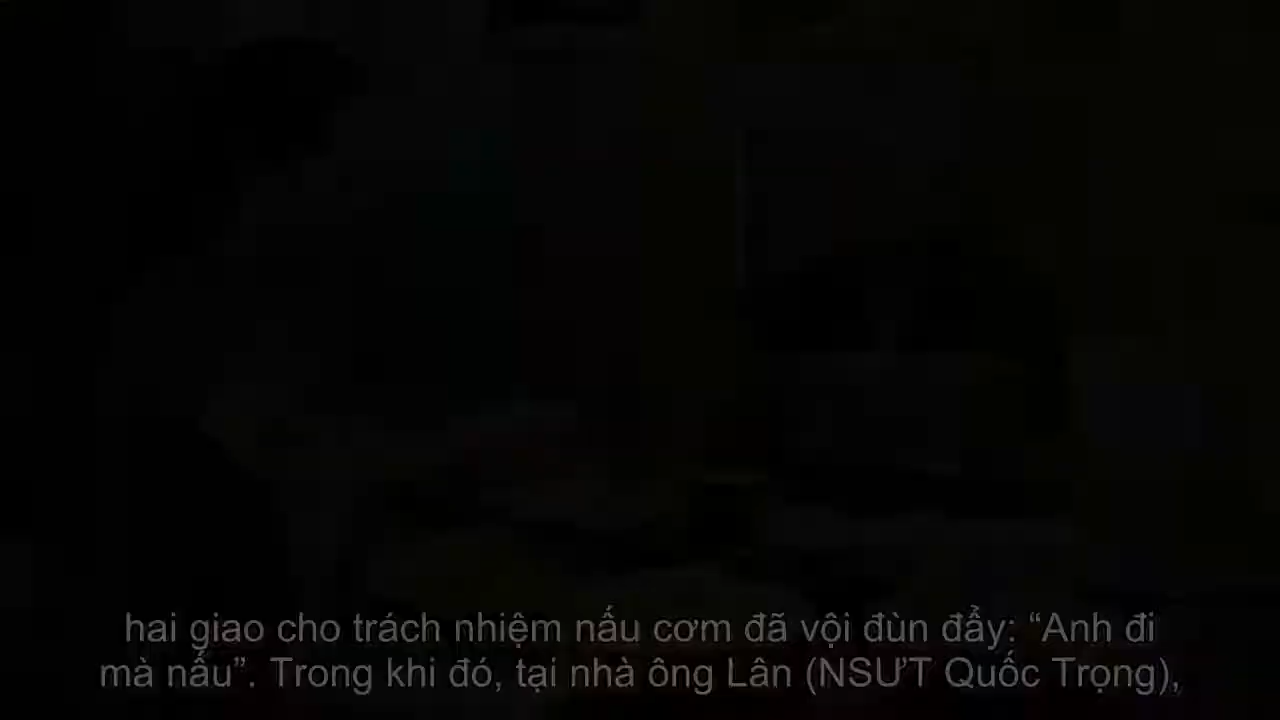 hai giao cho trách nhiệm nấu cơm đã vội đùn đẩy: “Anh đi
mà nấu”. Trong khi đó, tại nhà ông Lân (NSƯT Quốc Trọng),